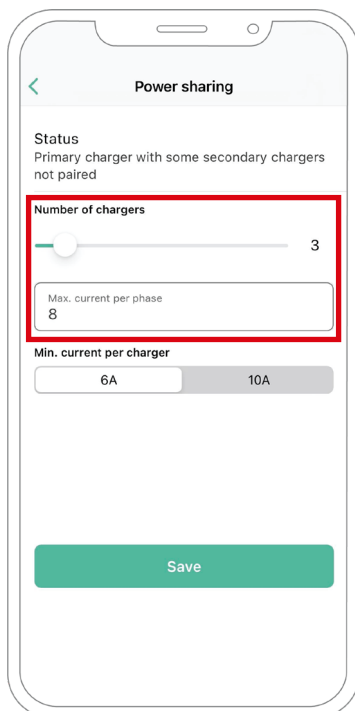 Power sharing
Status
Primary charger with some secondary chargers
not paired
Number of chargers
3
Max. current per phase
8
Min. current per charger
6A 10A
Save